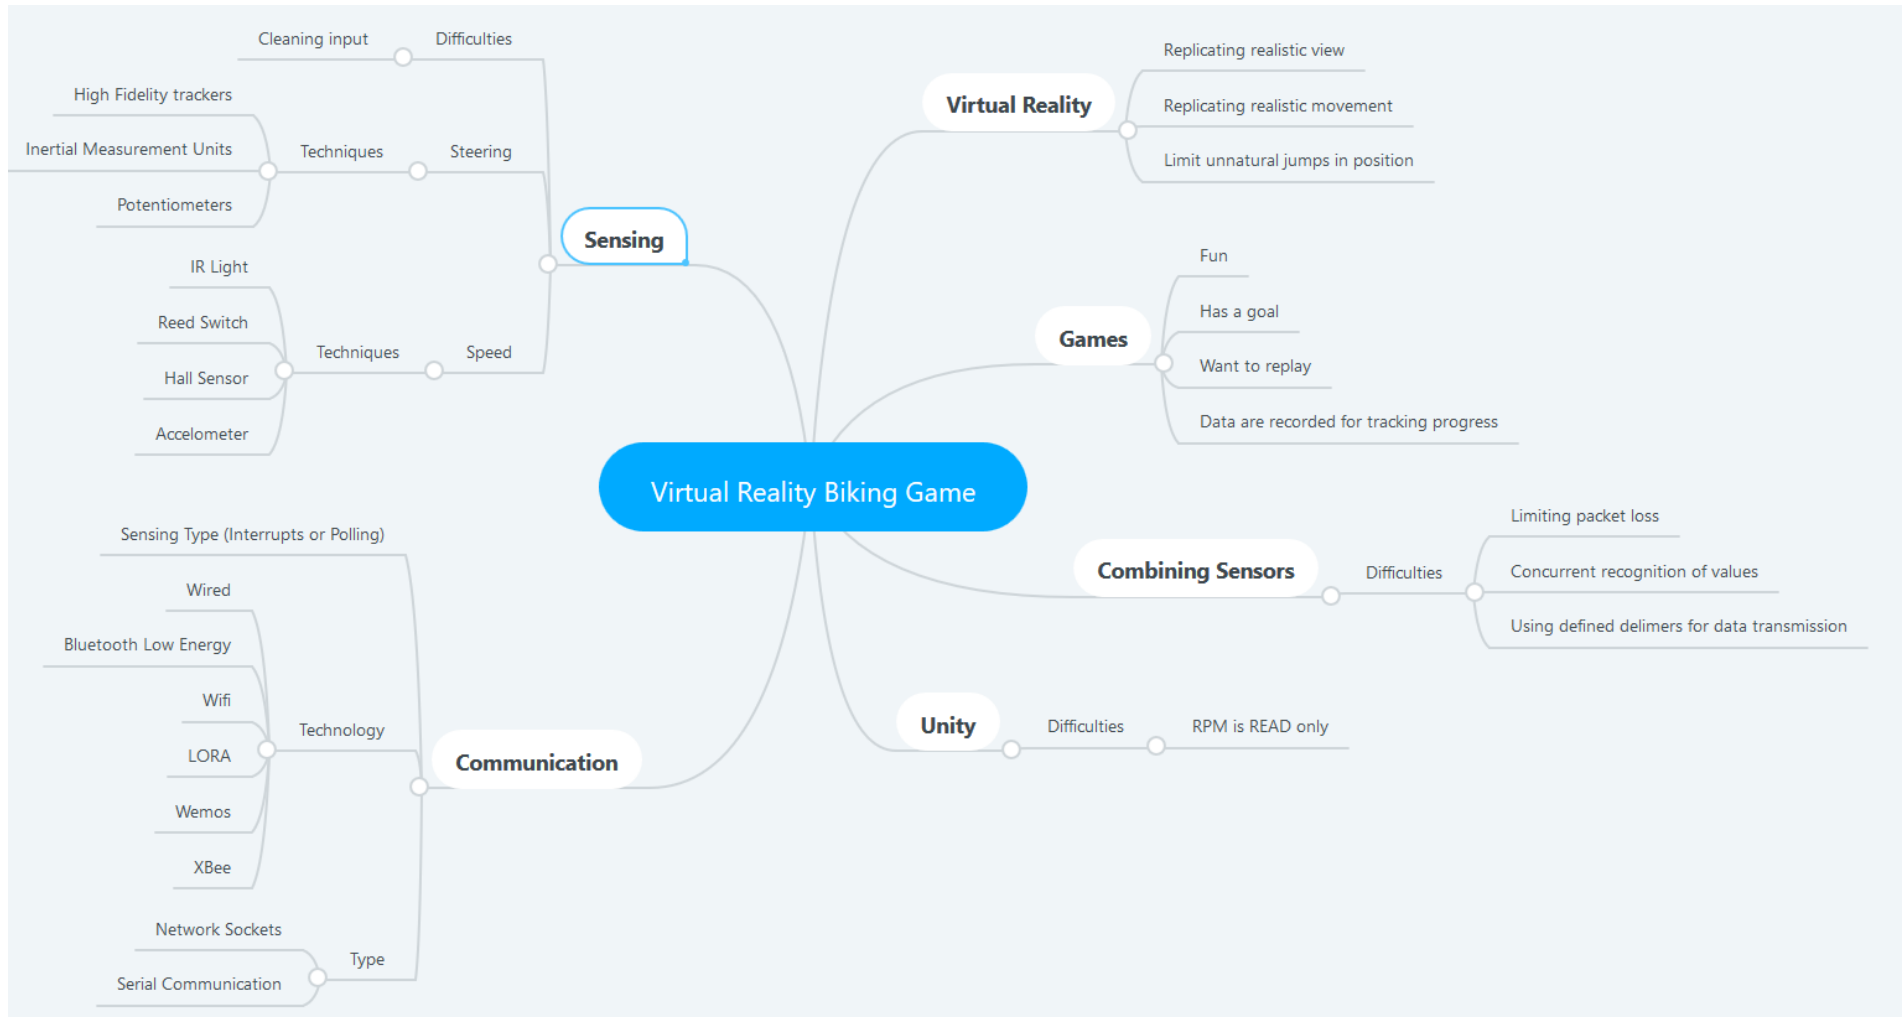 Virtual Reality Biking Game
Sensing
Difficulties
Cleaning input
Steering
Techniques
High Fidelity trackers
Inertial Measurement Units
Potentiometers
Speed
Techniques
IR Light
Reed Switch
Hall Sensor
Accelometer
Communication
Sensing Type (Interrupts or Polling)
Technology
Wired
Bluetooth Low Energy
Wifi
LORA
Wemos
XBee
Type
Network Sockets
Serial Communication
Virtual Reality
Replicating realistic view
Replicating realistic movement
Limit unnatural jumps in position
Games
Fun
Has a goal
Want to replay
Data are recorded for tracking progress
Combining Sensors
Difficulties
Limiting packet loss
Concurrent recognition of values
Using defined delimers for data transmission
Unity
Difficulties
RPM is READ only